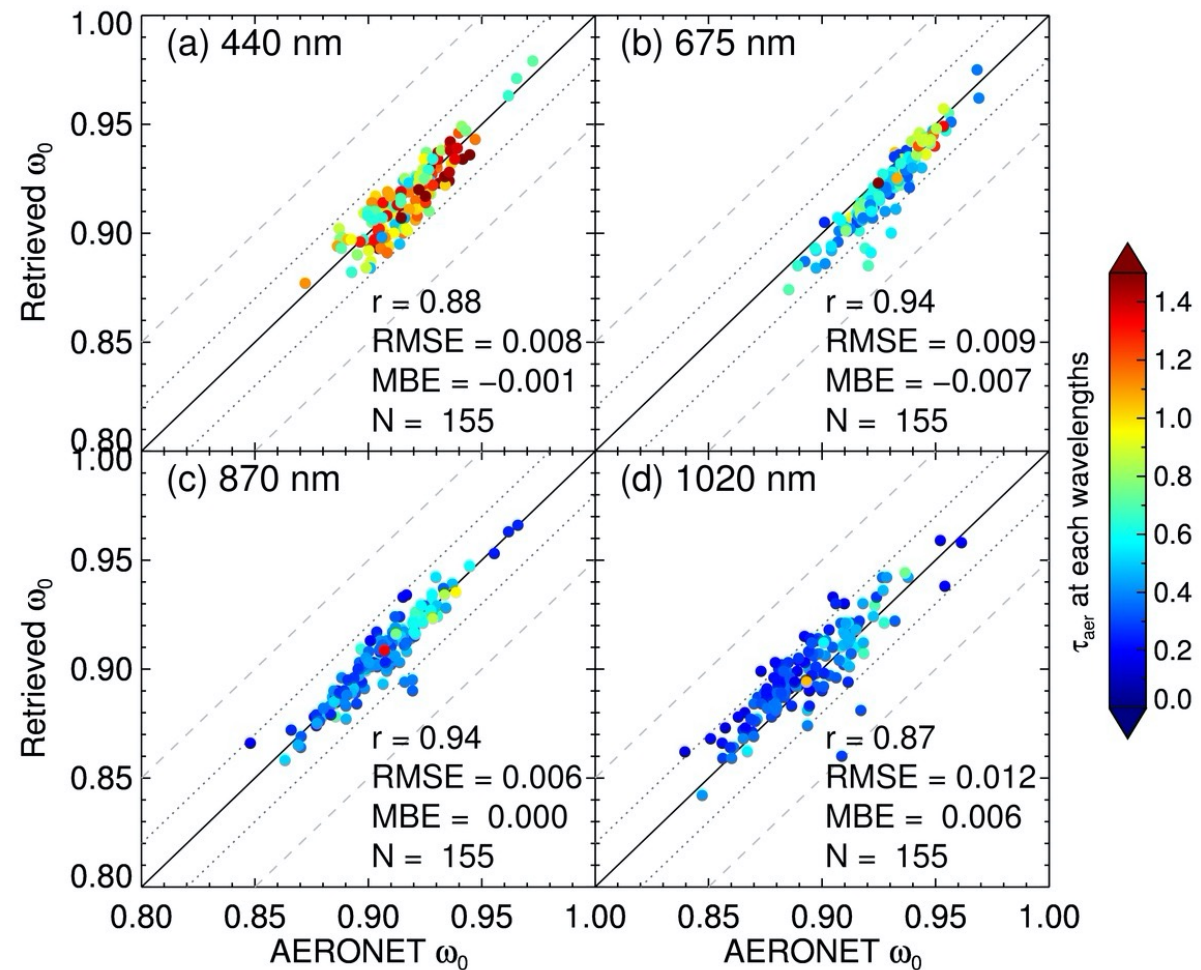 1.00
(a) 440 nm
(b) 675 nm
0.95
0.90
0.85
0.80
Retrieved ω0
r = 0.88
RMSE = 0.008
MBE = −0.001
N = 155
r = 0.94
RMSE = 0.009
MBE = −0.007
N = 155
1.00
(c) 870 nm
(d) 1020 nm
0.95
0.90
0.85
0.80
Retrieved ω0
r = 0.94
RMSE = 0.006
MBE = 0.000
N = 155
r = 0.87
RMSE = 0.012
MBE = 0.006
N = 155
0.80 0.85 0.90 0.95 1.00 0.85 0.90 0.95 1.00
AERONET ω0 AERONET ω0
τaer at each wavelengths
1.4
1.2
1.0
0.8
0.6
0.4
0.2
0.0